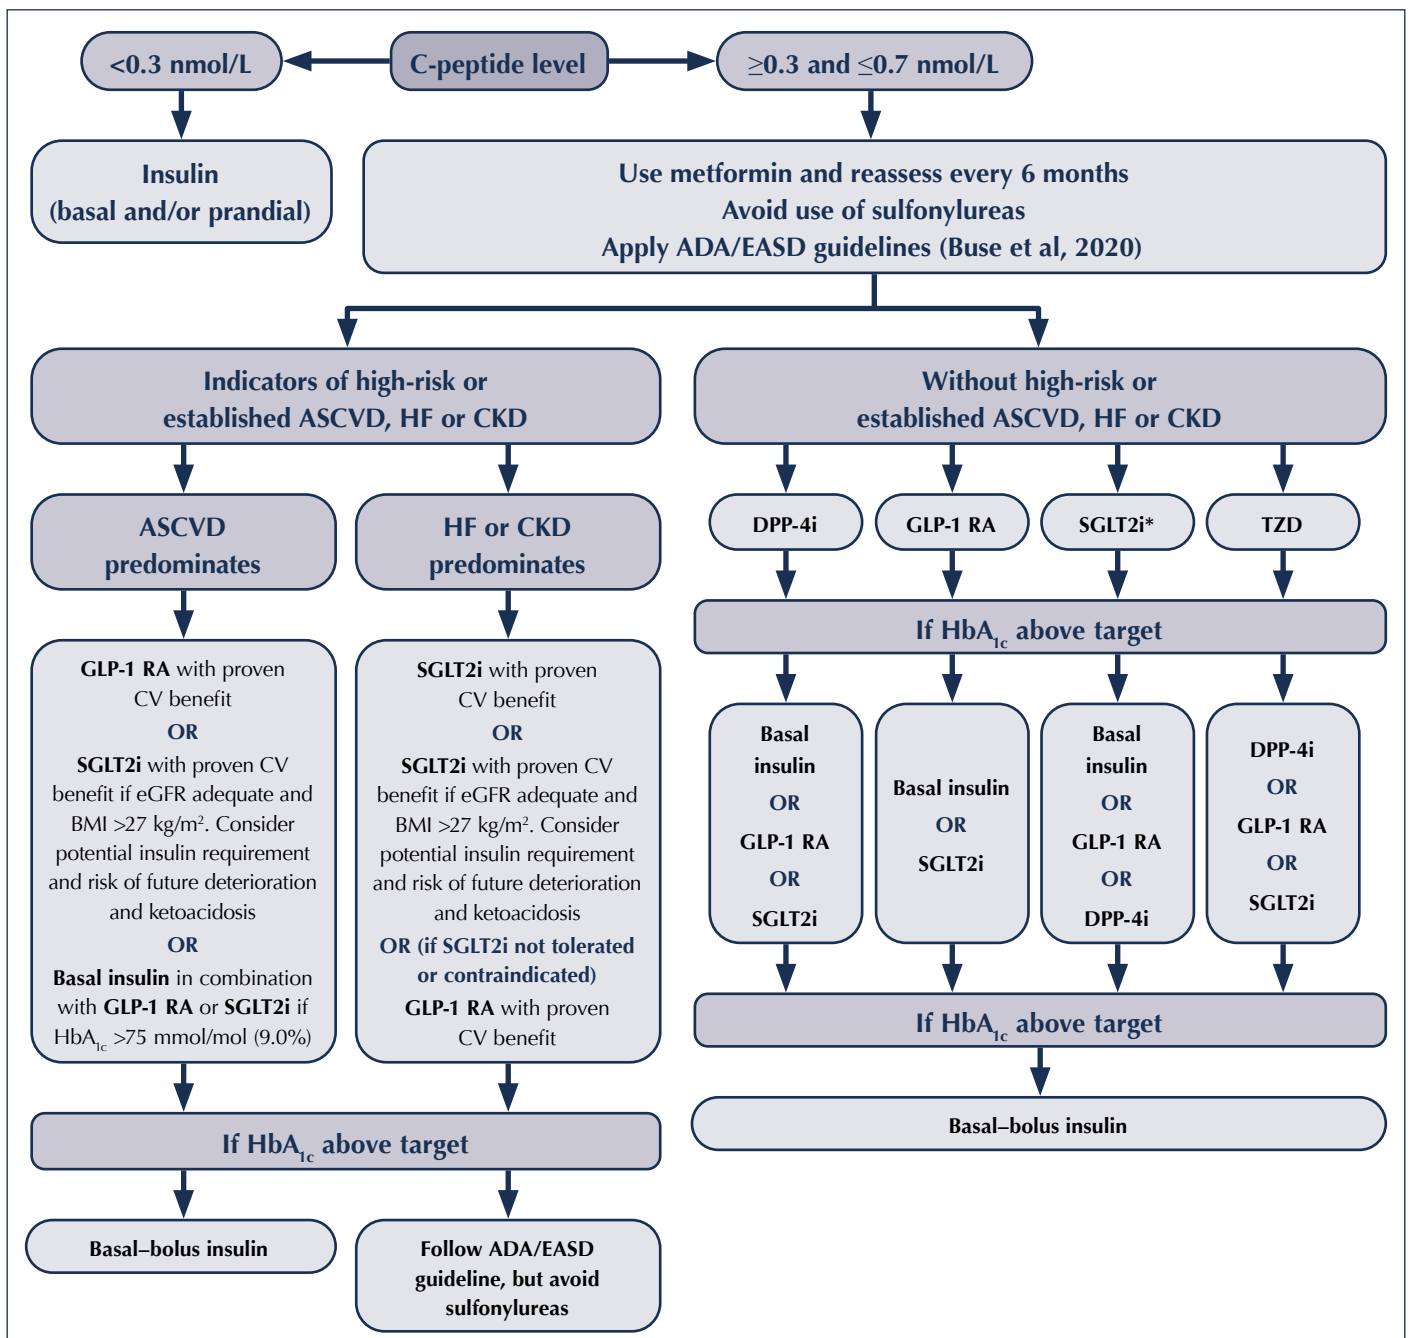 <0.3 nmol/L
C-peptide level
≥0.3 and ≤0.7 nmol/L
Insulin
(basal and/or prandial)
Use metformin and reassess every 6 months
Avoid use of sulfonylureas
Apply ADA/EASD guidelines (Buse et al, 2020)
Indicators of high-risk or
established ASCVD, HF or CKD
Without high-risk or
established ASCVD, HF or CKD
ASCVD
predominates
HF or CKD
predominates
DPP-4i
GLP-1 RA
SGLT2i*
TZD
If HbA1c above target
GLP-1 RA with proven
CV benefit
OR
SGLT2i with proven CV
benefit if eGFR adequate and
BMI >27 kg/m². Consider
potential insulin requirement
and risk of future deterioration
and ketoacidosis
OR
Basal insulin in combination
with GLP-1 RA or SGLT2i if
HbA1c >75 mmol/mol (9.0%)
SGLT2i with proven
CV benefit
OR
SGLT2i with proven CV
benefit if eGFR adequate and
BMI >27 kg/m². Consider
potential insulin requirement
and risk of future deterioration
and ketoacidosis
OR (if SGLT2i not tolerated
or contraindicated)
GLP-1 RA with proven
CV benefit
Basal
insulin
OR
GLP-1 RA
OR
SGLT2i
Basal insulin
OR
SGLT2i
Basal
insulin
OR
GLP-1 RA
OR
DPP-4i
DPP-4i
OR
GLP-1 RA
OR
SGLT2i
If HbA1c above target
Basal–bolus insulin
If HbA1c above target
Basal–bolus insulin
Follow ADA/EASD
guideline, but avoid
sulfonylureas